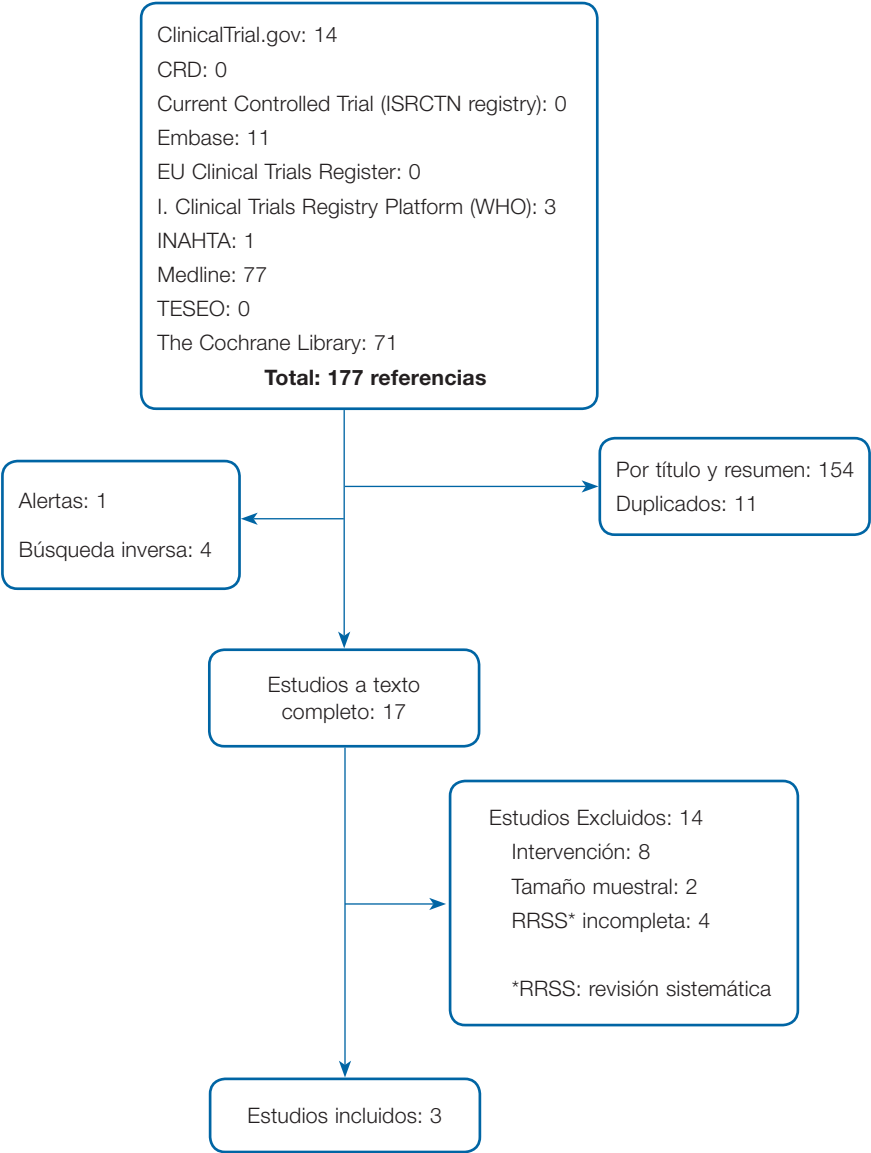 ClinicalTrial.gov: 14
CRD: 0
Current Controlled Trial (ISRCTN registry): 0
Embase: 11
EU Clinical Trials Register: 0
I. Clinical Trials Registry Platform (WHO): 3
INAHTA: 1
Medline: 77
TESEO: 0
The Cochrane Library: 71
Total: 177 referencias
Por título y resumen: 154
Duplicados: 11
Alertas: 1
Búsqueda inversa: 4
Estudios a texto
completo: 17
Estudios Excluidos: 14
Intervención: 8
Tamaño muestral: 2
RRSS* incompleta: 4
*RRSS: revisión sistemática
Estudios incluidos: 3